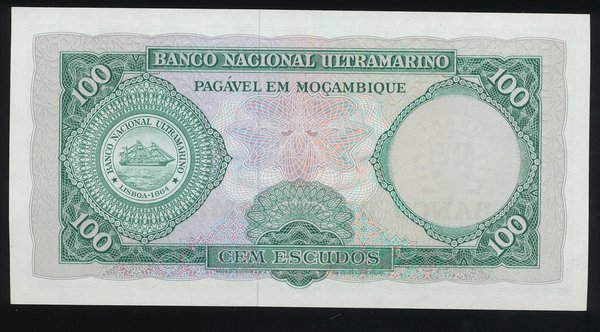 BANCO NACIONAL ULTRAMARINO
PAGÁVEL EM MOÇAMBIQUE
100
100
BANCO NACIONAL ULTRAMARINO
LISBOA-1864
100
100
CEM ESCUDOS